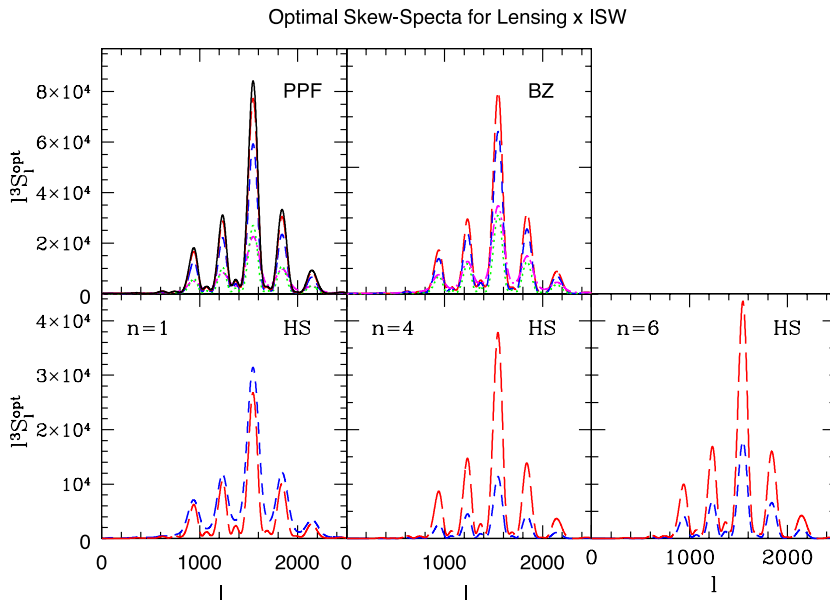 Optimal Skew-Specta for Lensing x ISW
PPF
BZ
8×10⁴
6×10⁴
4×10⁴
2×10⁴
0
l³S_l^opt
n=1 HS
n=4 HS
n=6 HS
4×10⁴
3×10⁴
2×10⁴
10⁴
0
l³S_l^opt
0 1000 2000
0 1000 2000
0 1000 2000
l
l
l